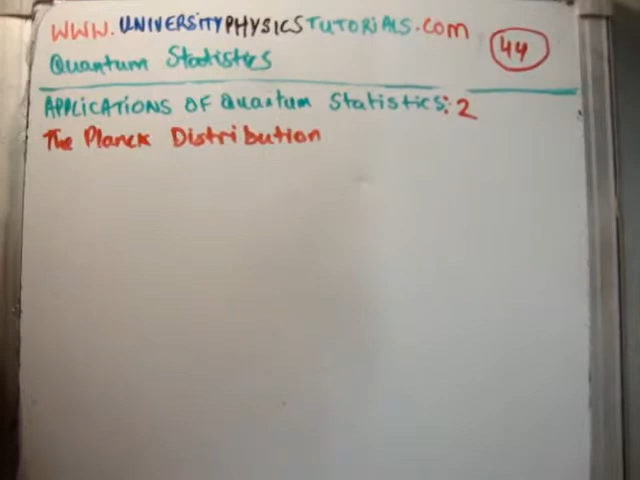 WWW.UNIVERSITYPHYSICSTUTORIALS.COM
Quantum Statistics
44
APPLICATIONS OF Quantum Statistics: 2
The Planck Distribution